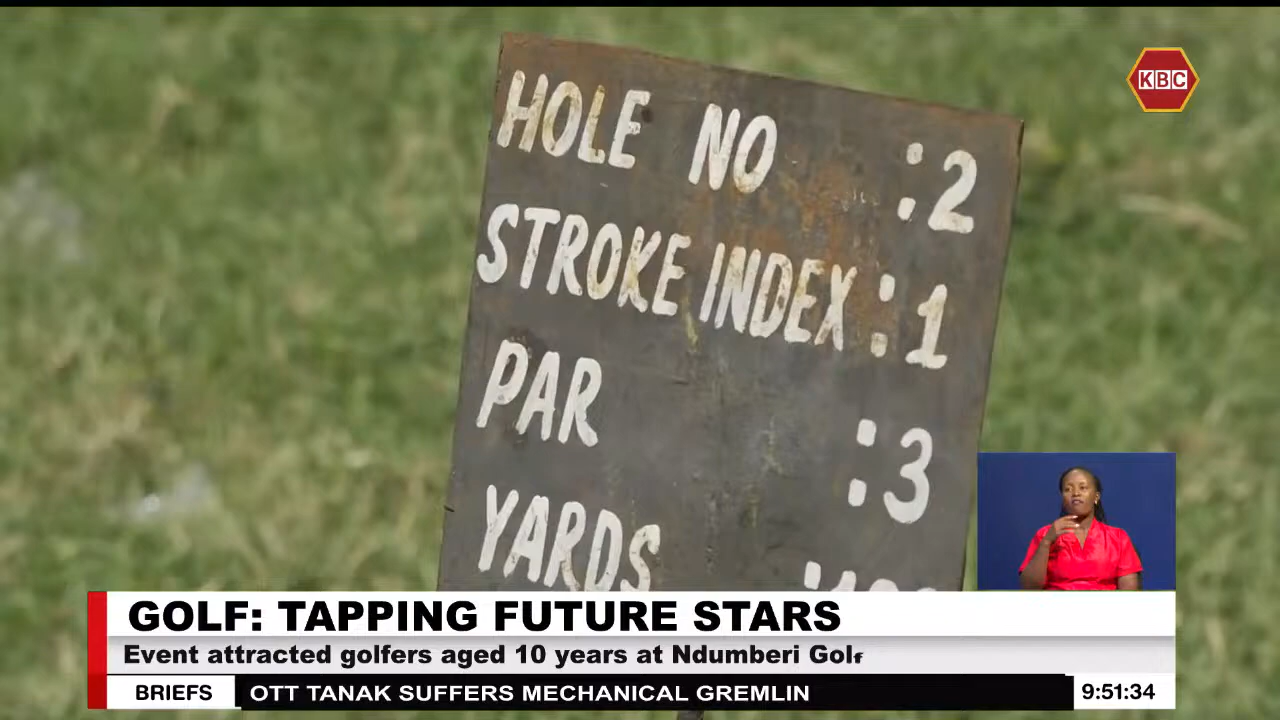 KBC
HOLE NO :2
STROKE INDEX :1
PAR :3
YARDS
GOLF: TAPPING FUTURE STARS
Event attracted golfers aged 10 years at Ndumberi
BRIEFS OTT TANAK SUFFERS MECHANICAL GREMLIN 9:51:34